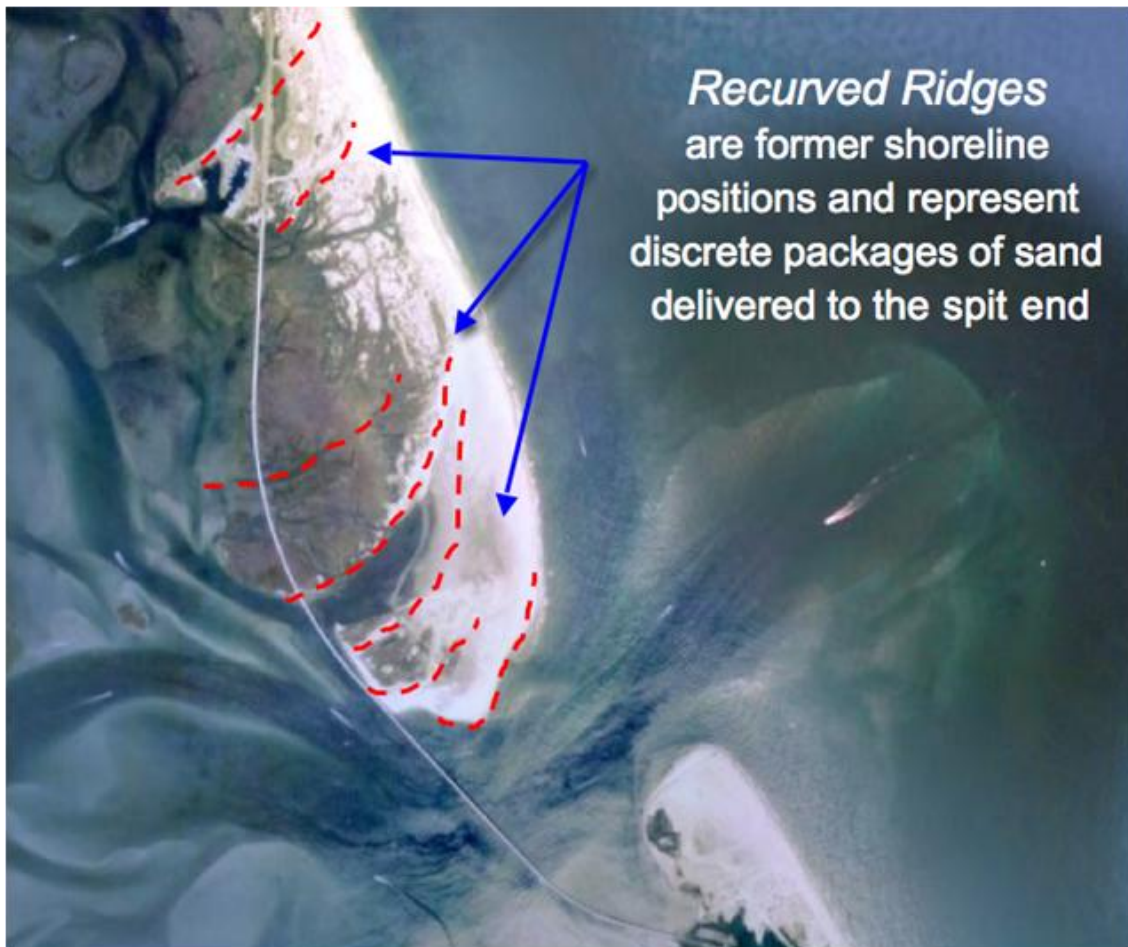 Recurved Ridges
are former shoreline
positions and represent
discrete packages of sand
delivered to the spit end